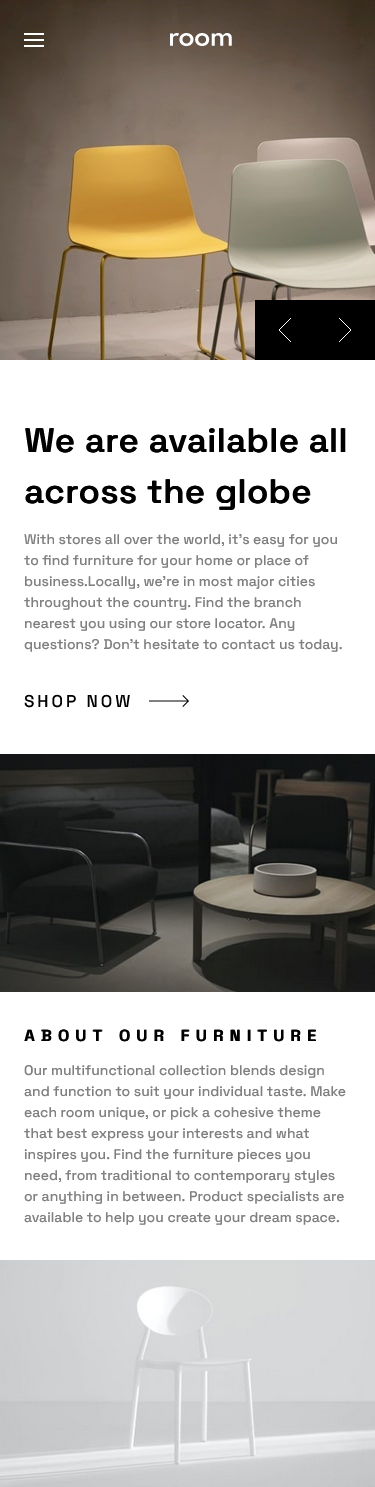 room
We are available all
across the globe
With stores all over the world, it’s easy for you
to find furniture for your home or place of
business.Locally, we’re in most major cities
throughout the country. Find the branch
nearest you using our store locator. Any
questions? Don’t hesitate to contact us today.
SHOP NOW
ABOUT OUR FURNITURE
Our multifunctional collection blends design
and function to suit your individual taste. Make
each room unique, or pick a cohesive theme
that best express your interests and what
inspires you. Find the furniture pieces you
need, from traditional to contemporary styles
or anything in between. Product specialists are
available to help you create your dream space.